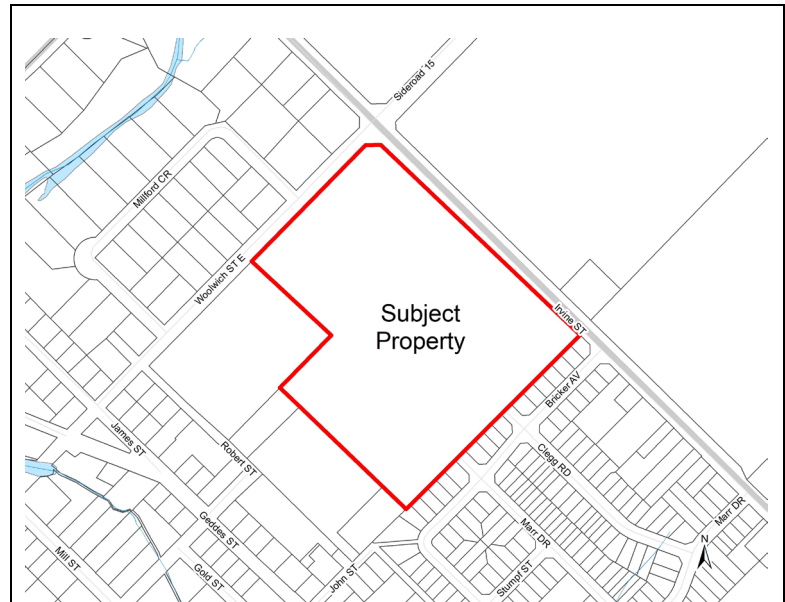 Sideroad 15
Millford CR
Woolwich ST E
Subject
Property
Irvine ST
Bricker AV
James ST
Robert ST
Clegg RD
Geddes ST
Marr DR
Marr DR
N
Mill ST
Gold ST
John ST
Stumpf ST